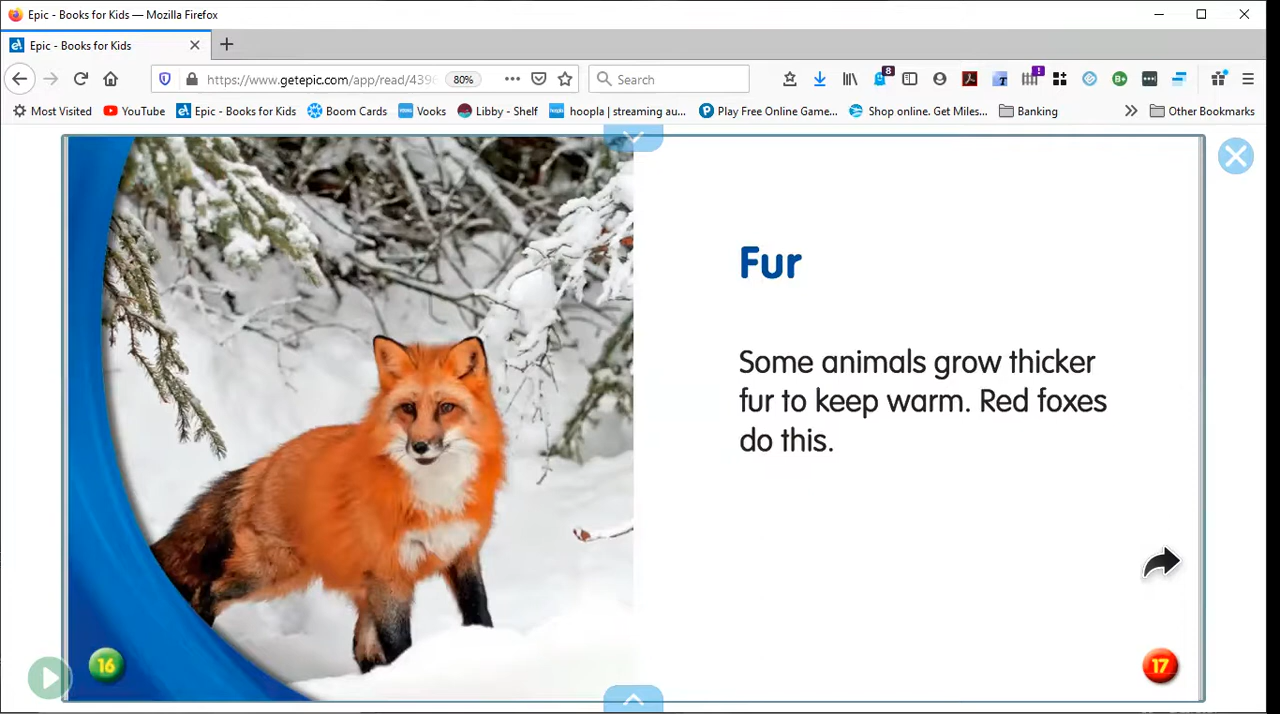 Epic - Books for Kids — Mozilla Firefox
Epic - Books for Kids
https://www.getepic.com/app/read/439
80%
Search
8
1
Most Visited
YouTube
Epic - Books for Kids
Boom Cards
Vooks
Libby - Shelf
hoopla | streaming au...
Play Free Online Game...
Shop online. Get Miles...
Banking
Other Bookmarks
Fur
Some animals grow thicker
fur to keep warm. Red foxes
do this.
16
17